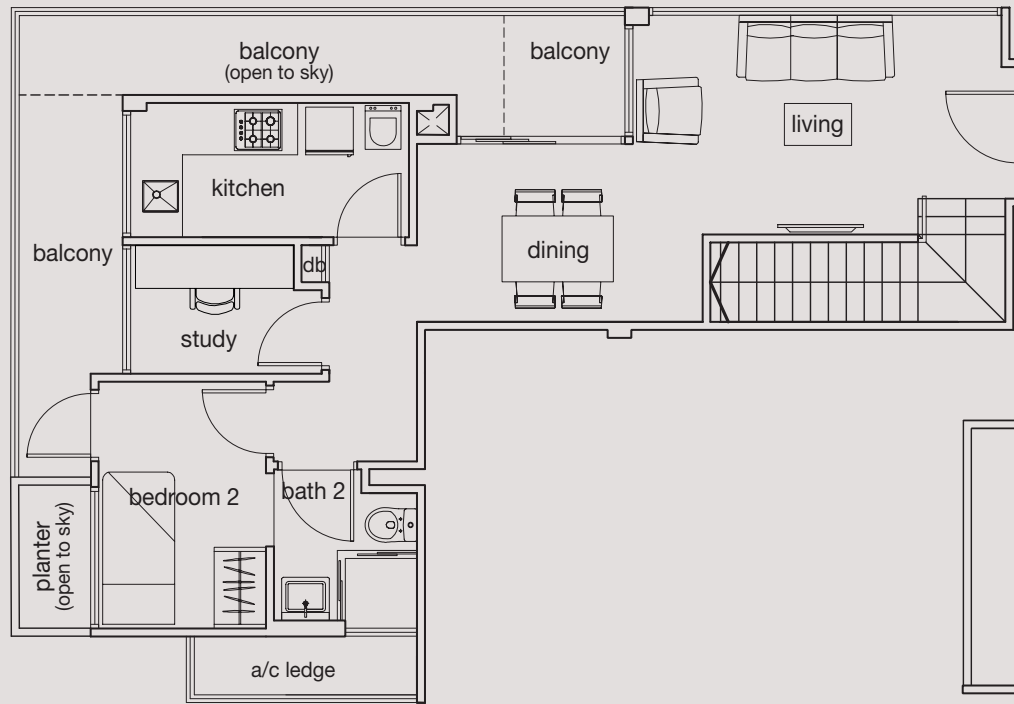 balcony
(open to sky)
balcony
living
kitchen
balcony
dining
db
study
bedroom 2
bath 2
planter
(open to sky)
a/c ledge